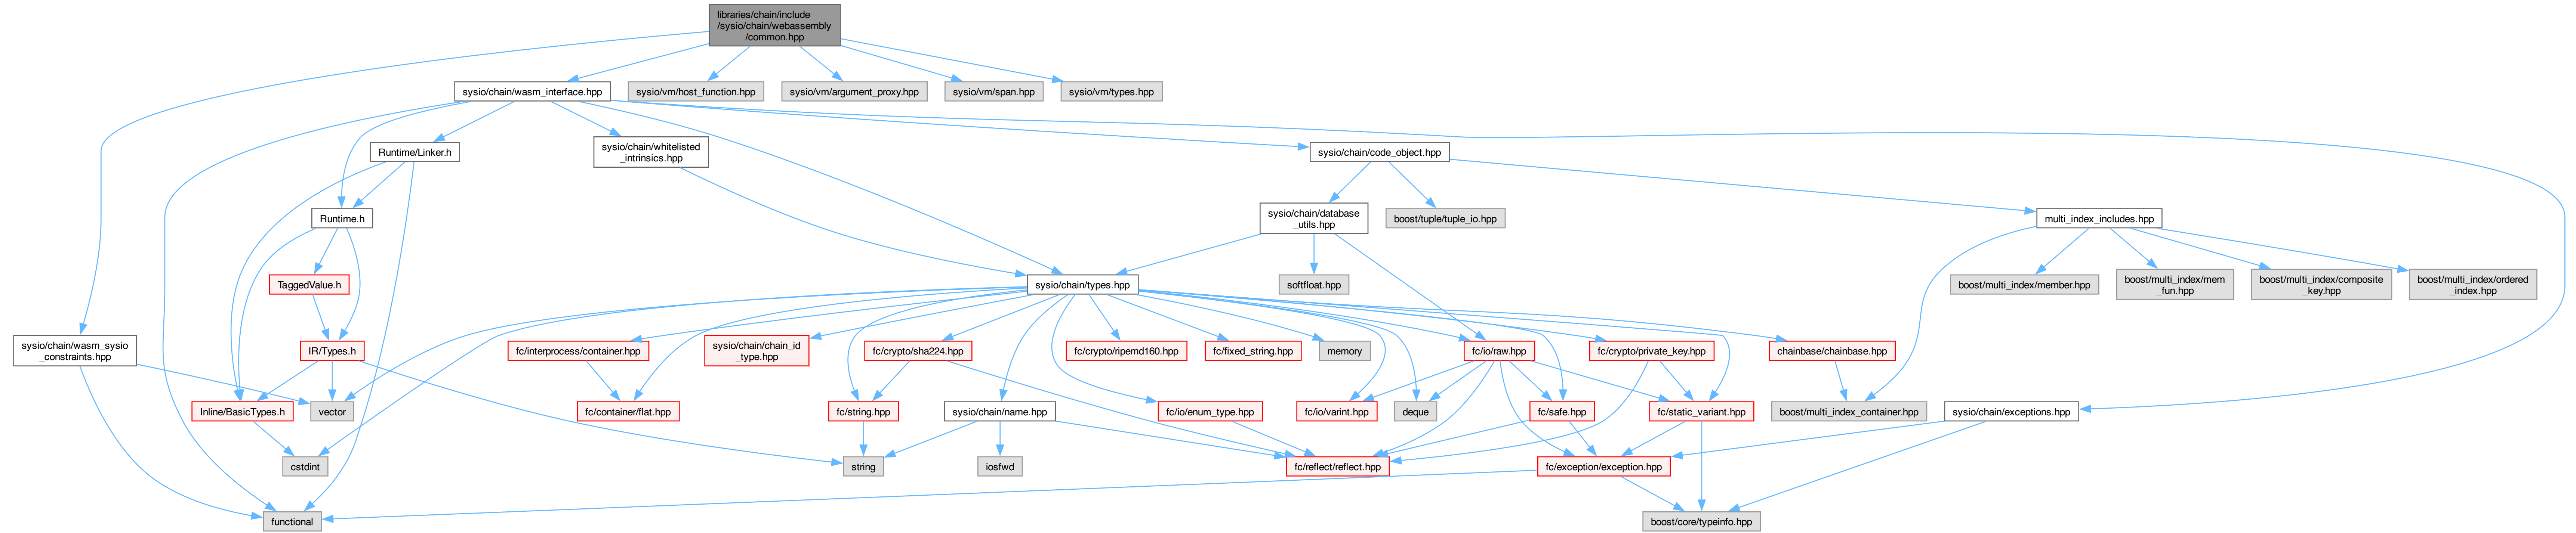 libraries/chain/include
/sysio/chain/webassembly
/common.hpp
sysio/chain/wasm_interface.hpp
sysio/vm/host_function.hpp
sysio/vm/argument_proxy.hpp
sysio/vm/span.hpp
sysio/vm/types.hpp
Runtime/Linker.h
sysio/chain/whitelisted
_intrinsics.hpp
sysio/chain/code_object.hpp
Runtime.h
sysio/chain/database
_utils.hpp
boost/tuple/tuple_io.hpp
multi_index_includes.hpp
TaggedValue.h
sysio/chain/types.hpp
softfloat.hpp
boost/multi_index/member.hpp
boost/multi_index/mem
_fun.hpp
boost/multi_index/composite
_key.hpp
boost/multi_index/ordered
_index.hpp
sysio/chain/wasm_sysio
_constraints.hpp
IR/Types.h
fc/interprocess/container.hpp
sysio/chain/chain_id
_type.hpp
fc/crypto/sha224.hpp
fc/crypto/ripemd160.hpp
fc/fixed_string.hpp
memory
fc/io/raw.hpp
fc/crypto/private_key.hpp
chainbase/chainbase.hpp
Inline/BasicTypes.h
vector
fc/container/flat.hpp
fc/string.hpp
sysio/chain/name.hpp
fc/io/enum_type.hpp
fc/io/varint.hpp
deque
fc/safe.hpp
fc/static_variant.hpp
boost/multi_index_container.hpp
sysio/chain/exceptions.hpp
cstdint
string
iosfwd
fc/reflect/reflect.hpp
fc/exception/exception.hpp
functional
boost/core/typeinfo.hpp